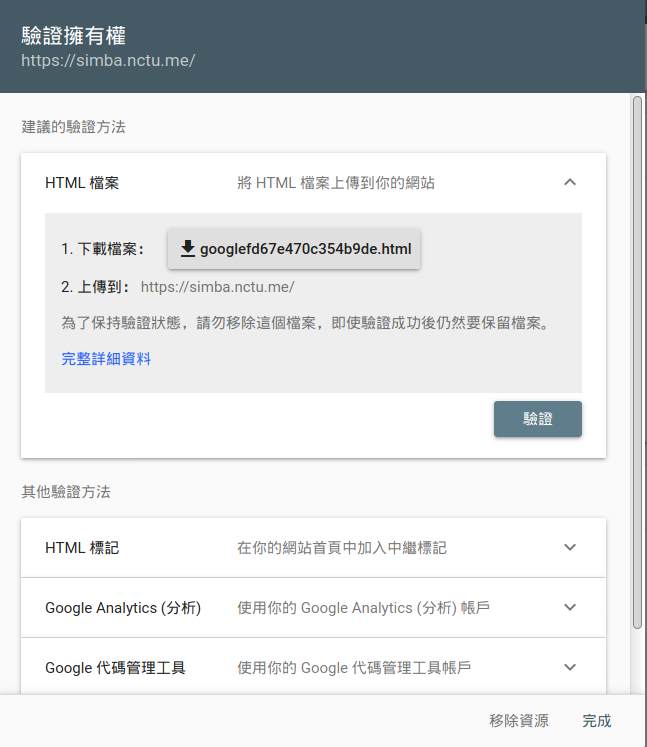 驗證擁有權
https://simba.nctu.me/
建議的驗證方法
HTML 檔案 將 HTML 檔案上傳到你的網站
1. 下載檔案： googlefd67e470c354b9de.html
2. 上傳到： https://simba.nctu.me/
為了保持驗證狀態，請勿移除這個檔案，即使驗證成功後仍然要保留檔案。
完整詳細資料
驗證
其他驗證方法
HTML 標記 在你的網站首頁中加入中繼標記
Google Analytics (分析) 使用你的 Google Analytics (分析) 帳戶
Google 代碼管理工具 使用你的 Google 代碼管理工具帳戶
移除資源 完成